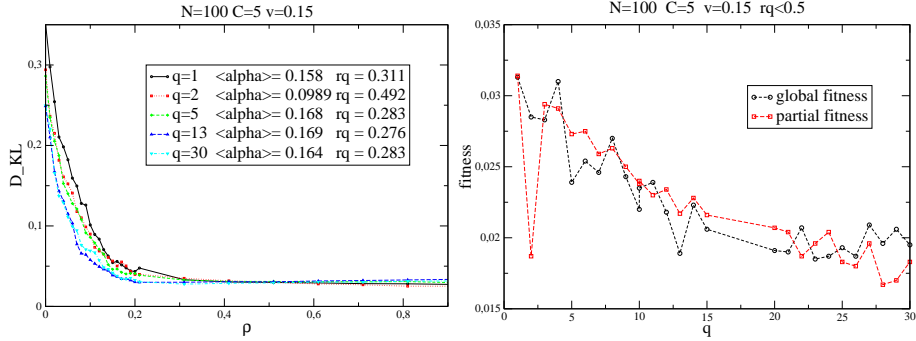 N=100 C=5 v=0.15
0,3
0,2
0,1
0
D_KL
q=1 <alpha>= 0.158 rq = 0.311
q=2 <alpha>= 0.0989 rq = 0.492
q=5 <alpha>= 0.168 rq = 0.283
q=13 <alpha>= 0.169 rq = 0.276
q=30 <alpha>= 0.164 rq = 0.283
0 0,2 0,4 0,6 0,8
ρ
N=100 C=5 v=0.15 rq<0.5
0,035
0,03
0,025
0,02
0,015
fitness
global fitness
partial fitness
0 5 10 15 20 25 30
q